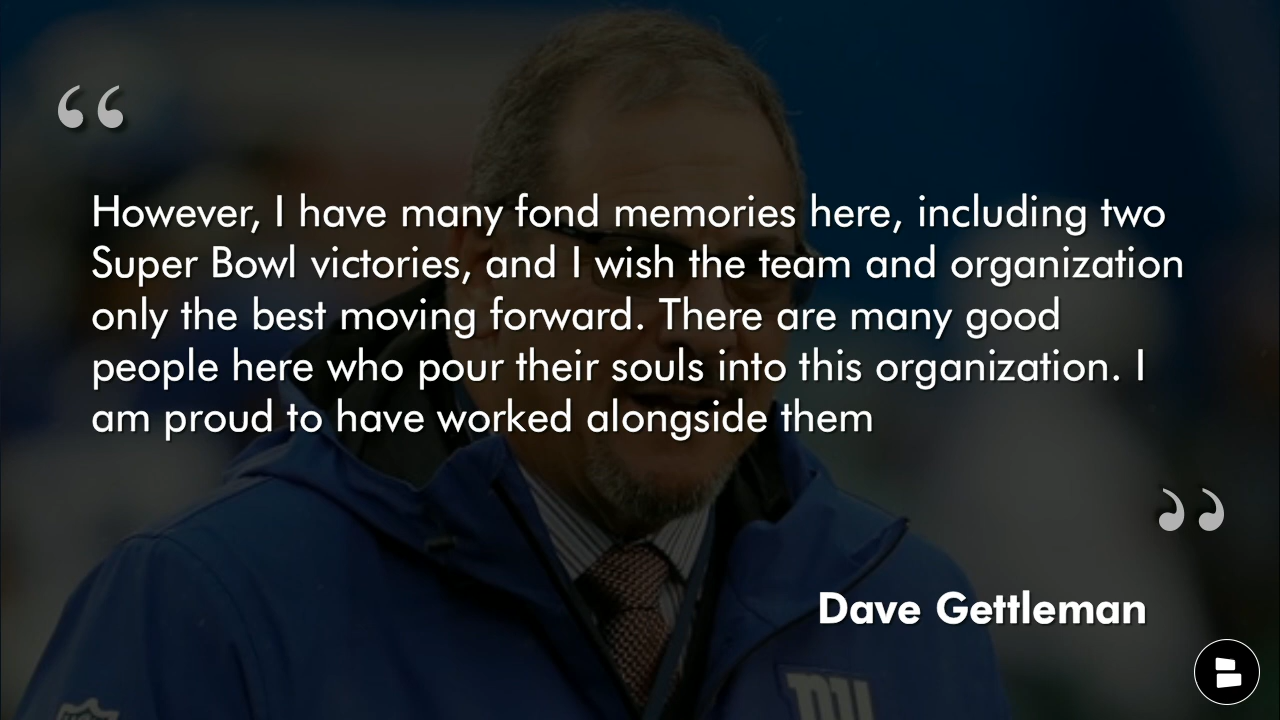 “
However, I have many fond memories here, including two
Super Bowl victories, and I wish the team and organization
only the best moving forward. There are many good
people here who pour their souls into this organization. I
am proud to have worked alongside them
”
Dave Gettleman
ny